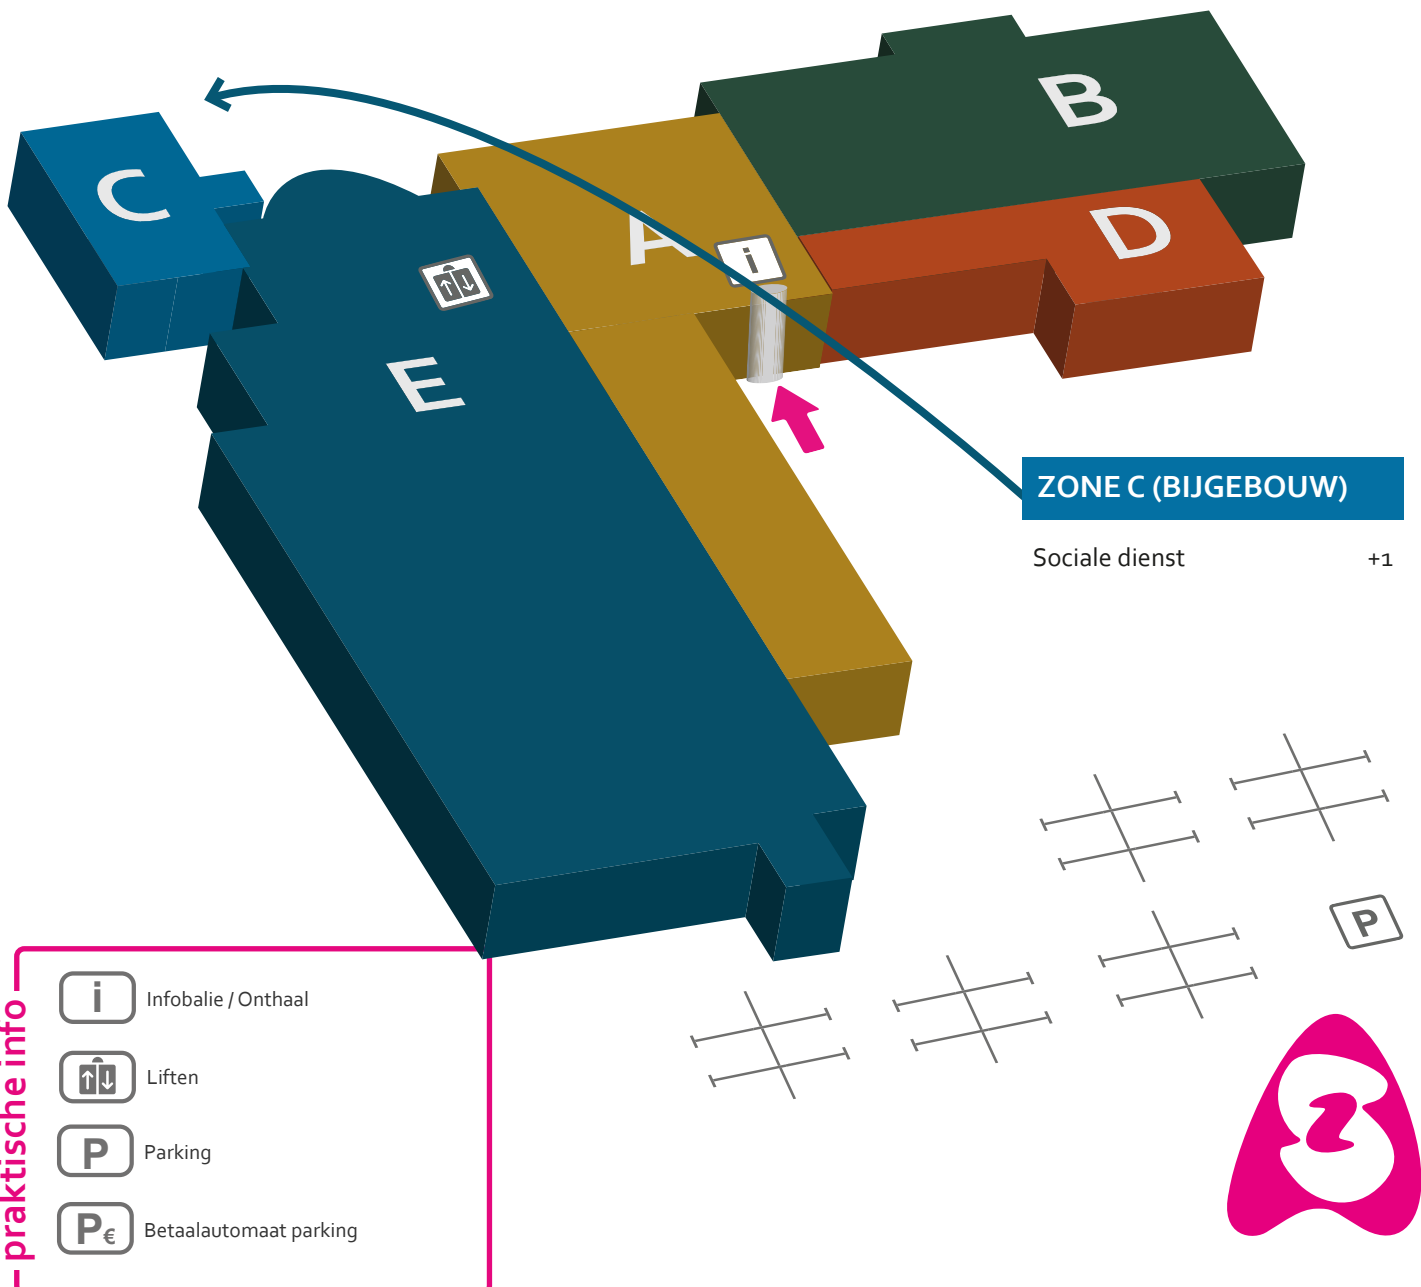 B
C
D
A
i
E
ZONE C (BIJGEBOUW)
Sociale dienst +1
P
praktische info
i Infobalie / Onthaal
Liften
P Parking
P€ Betaalautomaat parking